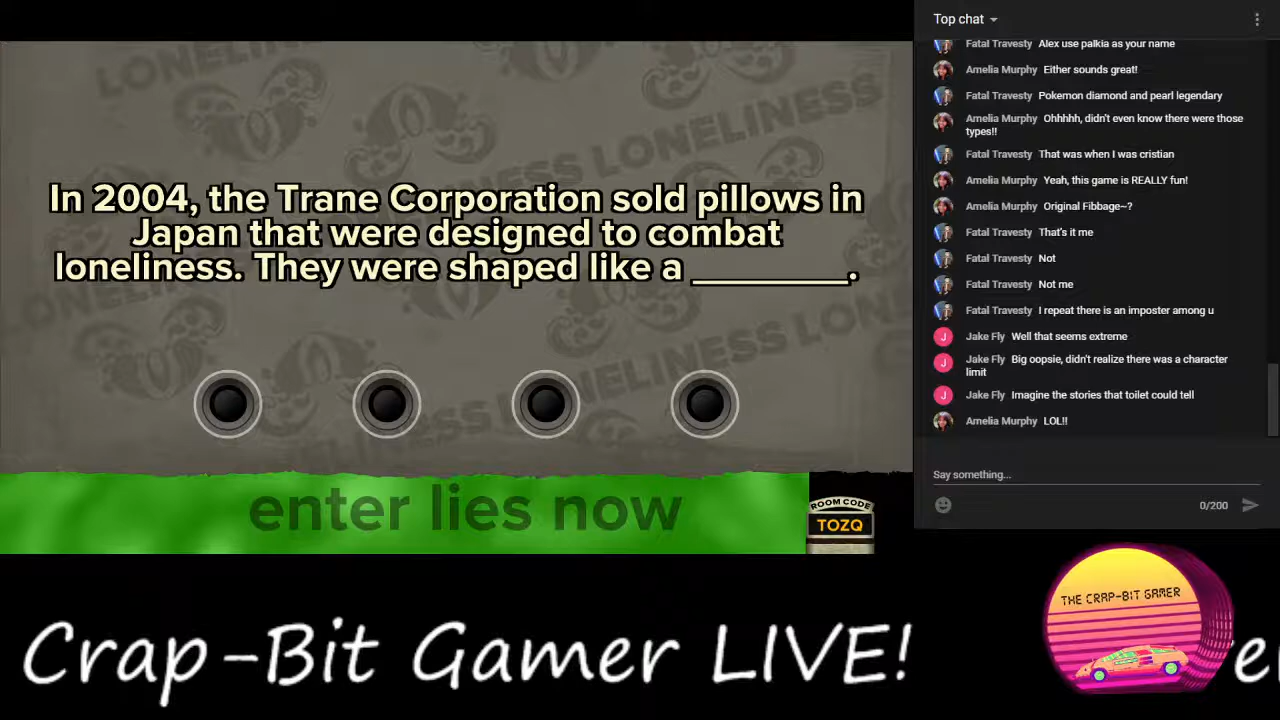 Top chat
LONELINESS
LONELINESS LONELINESS
In 2004, the Trane Corporation sold pillows in
Japan that were designed to combat
loneliness. They were shaped like a ________.
enter lies now
ROOM CODE
TOZQ
Fatal Travesty Alex use palkia as your name
Amelia Murphy Either sounds great!
Fatal Travesty Pokemon diamond and pearl legendary
Amelia Murphy Ohhhhh, didn't even know there were those
types!!
Fatal Travesty That was when I was cristian
Amelia Murphy Yeah, this game is REALLY fun!
Amelia Murphy Original Fibbage~?
Fatal Travesty That's it me
Fatal Travesty Not
Fatal Travesty Not me
Fatal Travesty I repeat there is an imposter among u
J Jake Fly Well that seems extreme
J Jake Fly Big oopsie, didn't realize there was a character
limit
J Jake Fly Imagine the stories that toilet could tell
Amelia Murphy LOL!!
Say something...
0/200
THE CRAP-BIT GAMER
Crap-Bit Gamer LIVE!